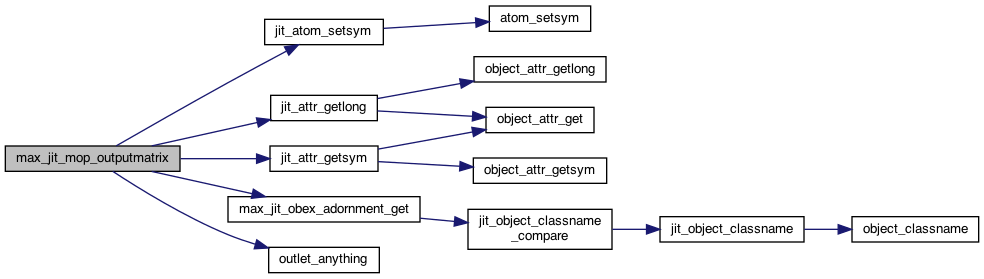 jit_atom_setsym
atom_setsym
object_attr_getlong
jit_attr_getlong
object_attr_get
max_jit_mop_outputmatrix
jit_attr_getsym
object_attr_getsym
max_jit_obex_adornment_get
jit_object_classname
_compare
jit_object_classname
object_classname
outlet_anything